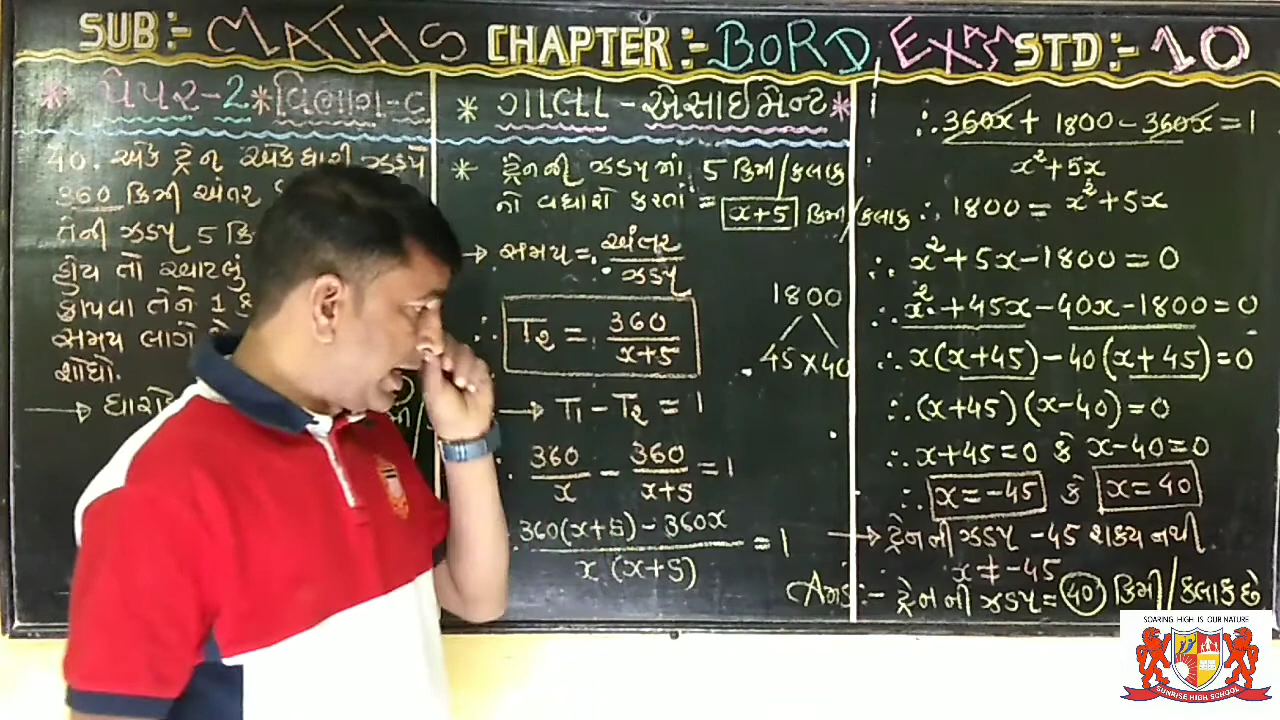 SUB:- MATHS CHAPTER:- BORD EXAM STD:- 10
* પેપર-2 * વિભાગ-C
40. એક ટ્રેન એકધારી ઝડપે
360 કિમી અંતર
તેની ઝડપ 5 કિ
હોય તો એટલું
કાપવા તેને 1 ક
સમય લાગે
શોધો.
→ ધારો
* ગાલા - એસાઈમેન્ટ *
* ટ્રેનની ઝડપમાં 5 કિમી/કલાક
નો વધારો કરતાં = x+5 કિમી/કલાક
→ સમય = અંતર/ઝડપ
∴ T₂ = 360/(x+5)
→ T₁ - T₂ = 1
360/x - 360/(x+5) = 1
(360(x+5) - 360x)/(x(x+5)) = 1
1800
45 × 40
∴ (360x + 1800 - 360x)/(x²+5x) = 1
∴ 1800 = x² + 5x
∴ x² + 5x - 1800 = 0
∴ x² + 45x - 40x - 1800 = 0
∴ x(x+45) - 40(x+45) = 0
∴ (x+45)(x-40) = 0
∴ x+45=0 કે x-40=0
∴ x=-45 કે x=40
→ ટ્રેનની ઝડપ -45 શક્ય નથી
∴ x ≠ -45
:- ટ્રેનની ઝડપ = 40 કિમી/કલાક છે
SOARING HIGH IS OUR NATURE
SUNRISE HIGH SCHOOL